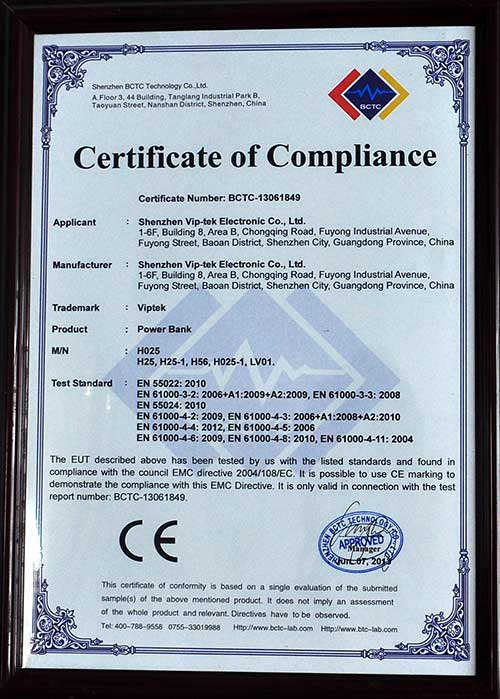 Shenzhen BCTC Technology Co.,Ltd.
A.Floor 3, 44 Building, Tanglang Industrial Park B,
Taoyuan Street, Nanshan District, Shenzhen, China
BCTC
Certificate of Compliance
Certificate Number: BCTC-13061849
Applicant : Shenzhen Vip-tek Electronic Co., Ltd.
1-6F, Building 8, Area B, Chongqing Road, Fuyong Industrial Avenue,
Fuyong Street, Baoan District, Shenzhen City, Guangdong Province, China
Manufacturer : Shenzhen Vip-tek Electronic Co., Ltd.
1-6F, Building 8, Area B, Chongqing Road, Fuyong Industrial Avenue,
Fuyong Street, Baoan District, Shenzhen City, Guangdong Province, China
Trademark : Viptek
Product : Power Bank
M/N : H025
H25, H25-1, H56, H025-1, LV01.
Test Standard : EN 55022: 2010
EN 61000-3-2: 2006+A1:2009+A2:2009, EN 61000-3-3: 2008
EN 55024: 2010
EN 61000-4-2: 2009, EN 61000-4-3: 2006+A1:2008+A2:2010
EN 61000-4-4: 2012, EN 61000-4-5: 2006
EN 61000-4-6: 2009, EN 61000-4-8: 2010, EN 61000-4-11: 2004
The EUT described above has been tested by us with the listed standards and found in
compliance with the council EMC directive 2004/108/EC. It is possible to use CE marking to
demonstrate the compliance with this EMC Directive. It is only valid in connection with the test
report number: BCTC-13061849.
CE
SHENZHEN BCTC TECHNOLOGY CO.,LTD
APPROVED
Manager
Jun. 07, 2013
This certificate of conformity is based on a single evaluation of the submitted
sample(s) of the above mentioned product. It does not imply an assessment
of the whole product and relevant. Directives have to be observed.
Tel: 400-788-9558 0755-33019988 Http://www.bctc-lab.com Http://www.btc-lab.com